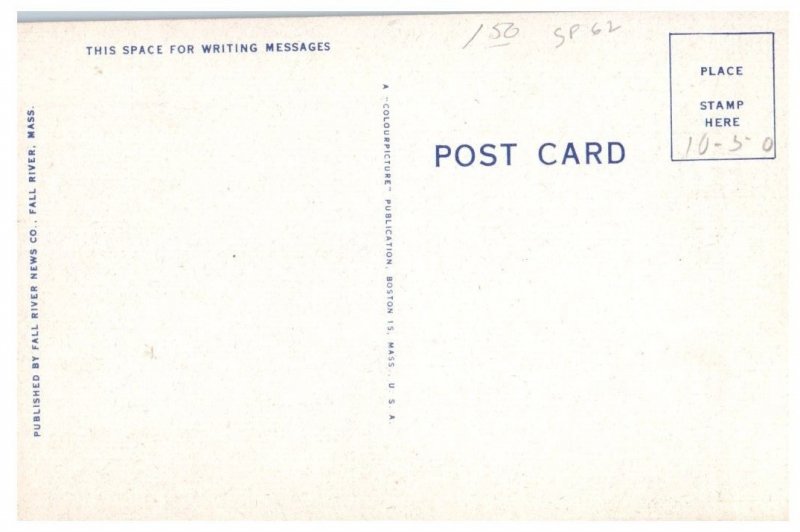 THIS SPACE FOR WRITING MESSAGES
150 SP 62
PLACE
STAMP
HERE
10-50
POST CARD
A "COLOURPICTURE" PUBLICATION, BOSTON 15, MASS., U S A
PUBLISHED BY FALL RIVER NEWS CO., FALL RIVER, MASS.